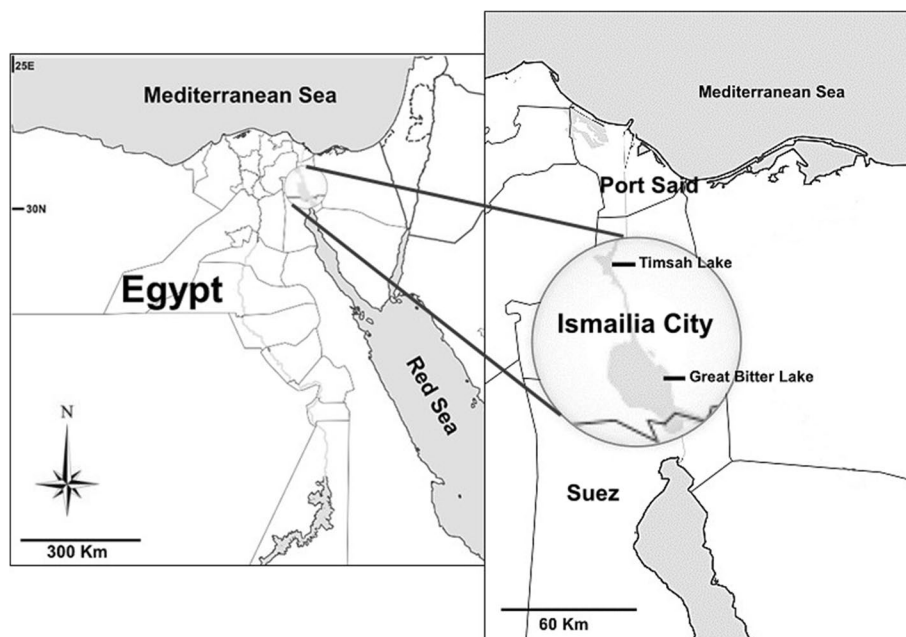 25E
Mediterranean Sea
30N
Egypt
Red Sea
N
300 Km
Mediterranean Sea
Port Said
Timsah Lake
Ismailia City
Great Bitter Lake
Suez
60 Km